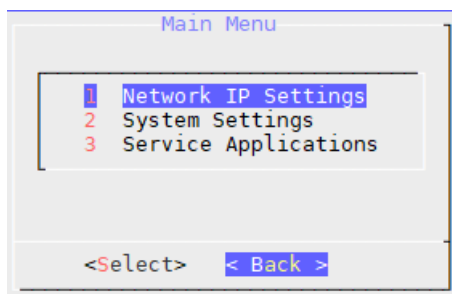 Main Menu
1 Network IP Settings
2 System Settings
3 Service Applications
<Select> < Back >